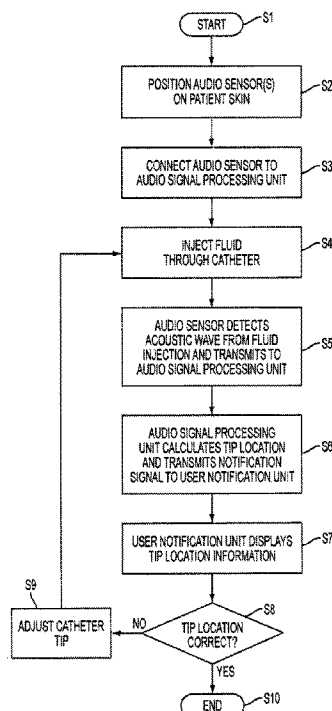 START
S1
POSITION AUDIO SENSOR(S)
ON PATIENT SKIN
S2
CONNECT AUDIO SENSOR TO
AUDIO SIGNAL PROCESSING UNIT
S3
INJECT FLUID
THROUGH CATHETER
S4
AUDIO SENSOR DETECTS
ACOUSTIC WAVE FROM FLUID
INJECTION AND TRANSMITS TO
AUDIO SIGNAL PROCESSING UNIT
S5
AUDIO SIGNAL PROCESSING
UNIT CALCULATES TIP LOCATION
AND TRANSMITS NOTIFICATION
SIGNAL TO USER NOTIFICATION UNIT
S6
USER NOTIFICATION UNIT DISPLAYS
TIP LOCATION INFORMATION
S7
TIP LOCATION
CORRECT?
S8
NO
S9
ADJUST CATHETER
TIP
YES
END
S10